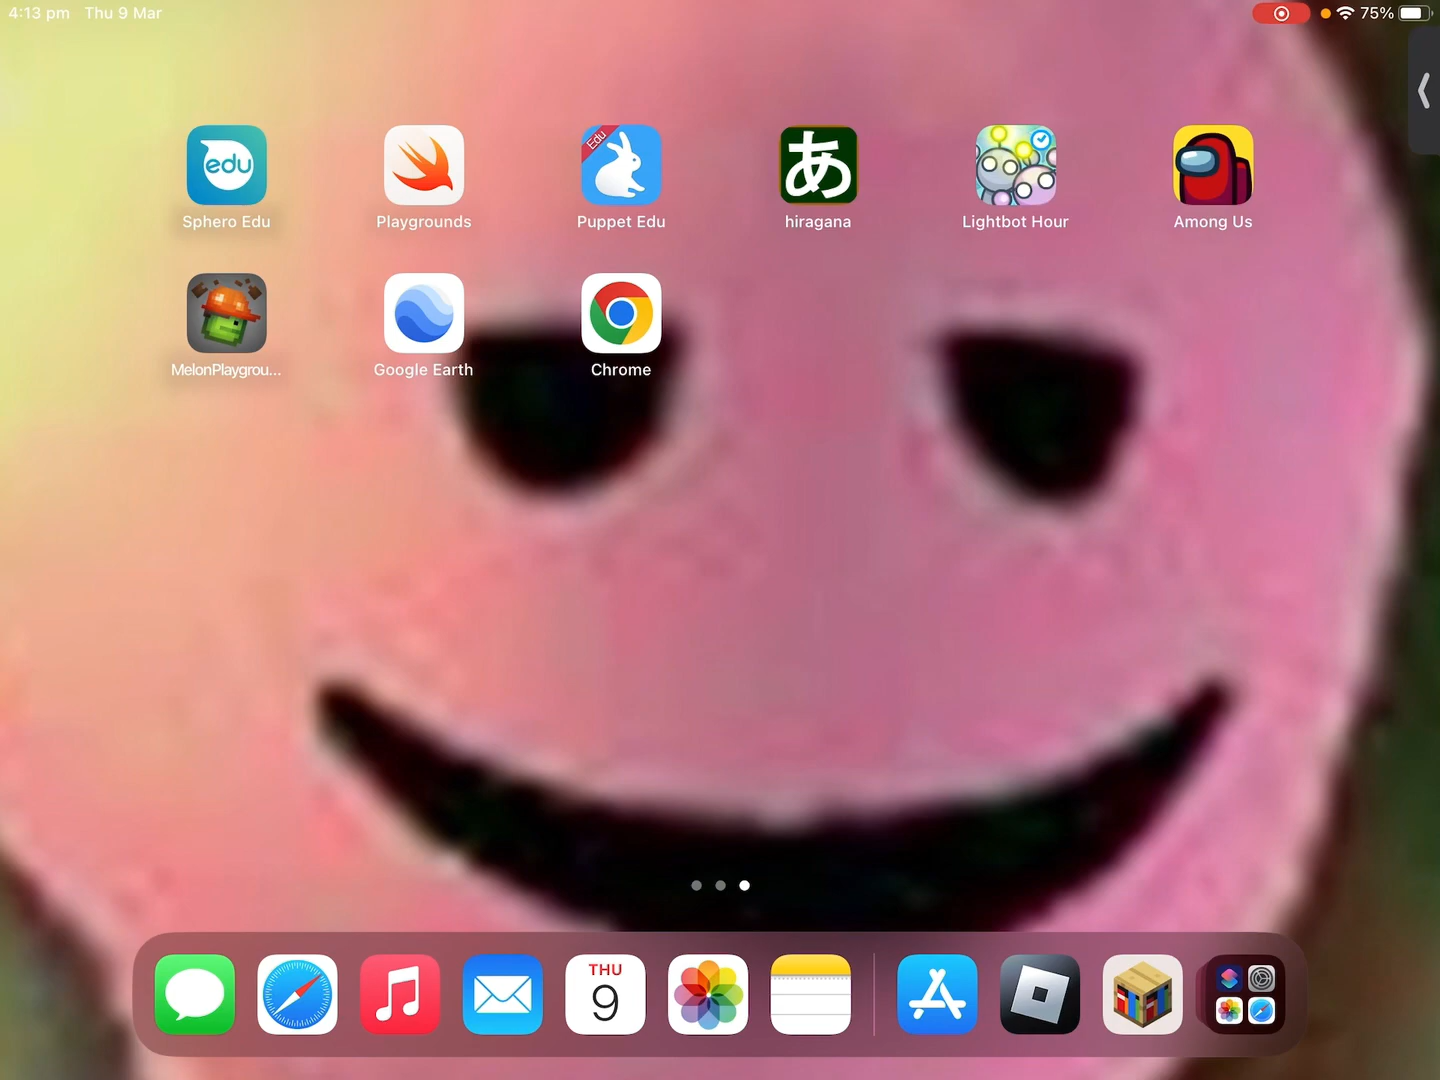 4:13 pm Thu 9 Mar
75%
edu
Edu
あ
Sphero Edu
Playgrounds
Puppet Edu
hiragana
Lightbot Hour
Among Us
MelonPlaygrou...
Google Earth
Chrome
THU
9